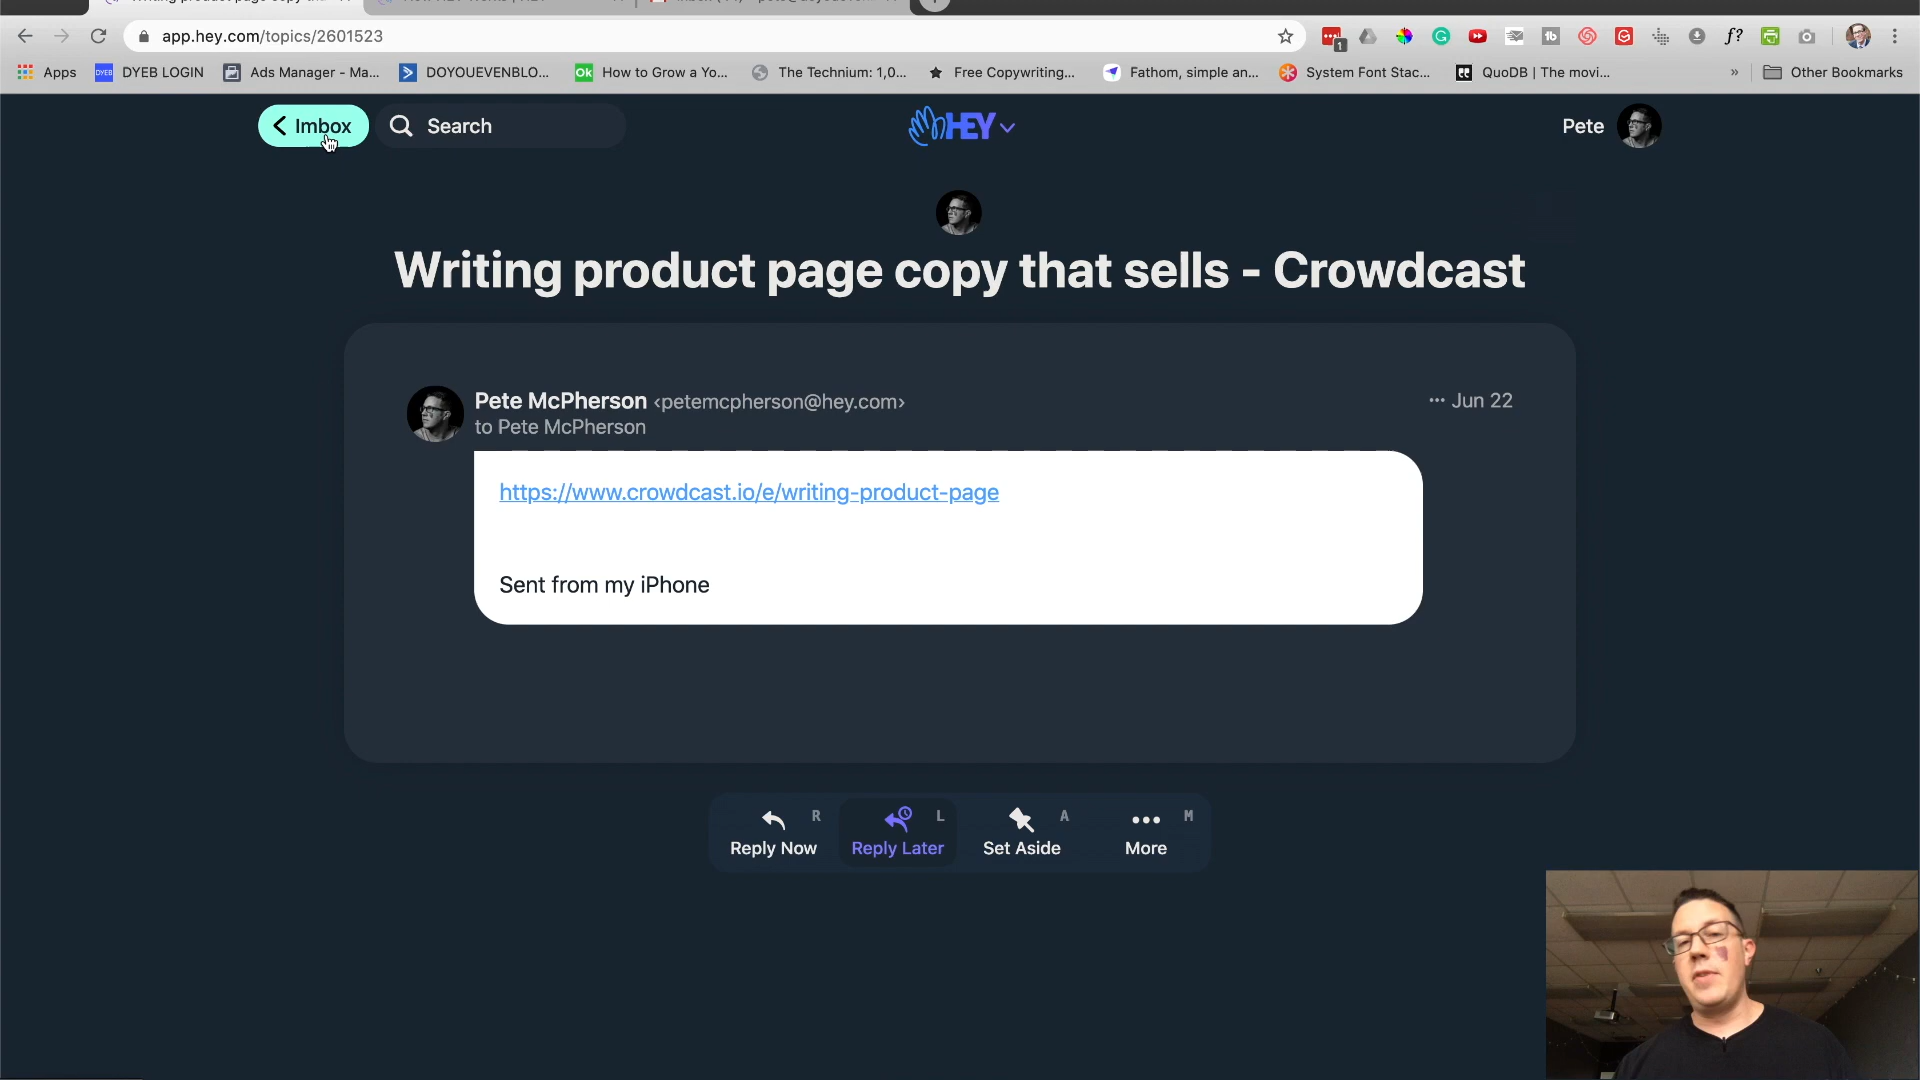 app.hey.com/topics/2601523
1
Apps
DYEB
DYEB LOGIN
Ads Manager - Ma...
DOYOUEVENBLO...
Ok
How to Grow a Yo...
The Technium: 1,0...
Free Copywriting...
Fathom, simple an...
System Font Stac...
QuoDB | The movi...
»
Other Bookmarks
Imbox
Search
HEY
Pete
Writing product page copy that sells - Crowdcast
Pete McPherson <petemcpherson@hey.com>
··· Jun 22
to Pete McPherson
https://www.crowdcast.io/e/writing-product-page
Sent from my iPhone
R
L
A
M
Reply Now
Reply Later
Set Aside
More